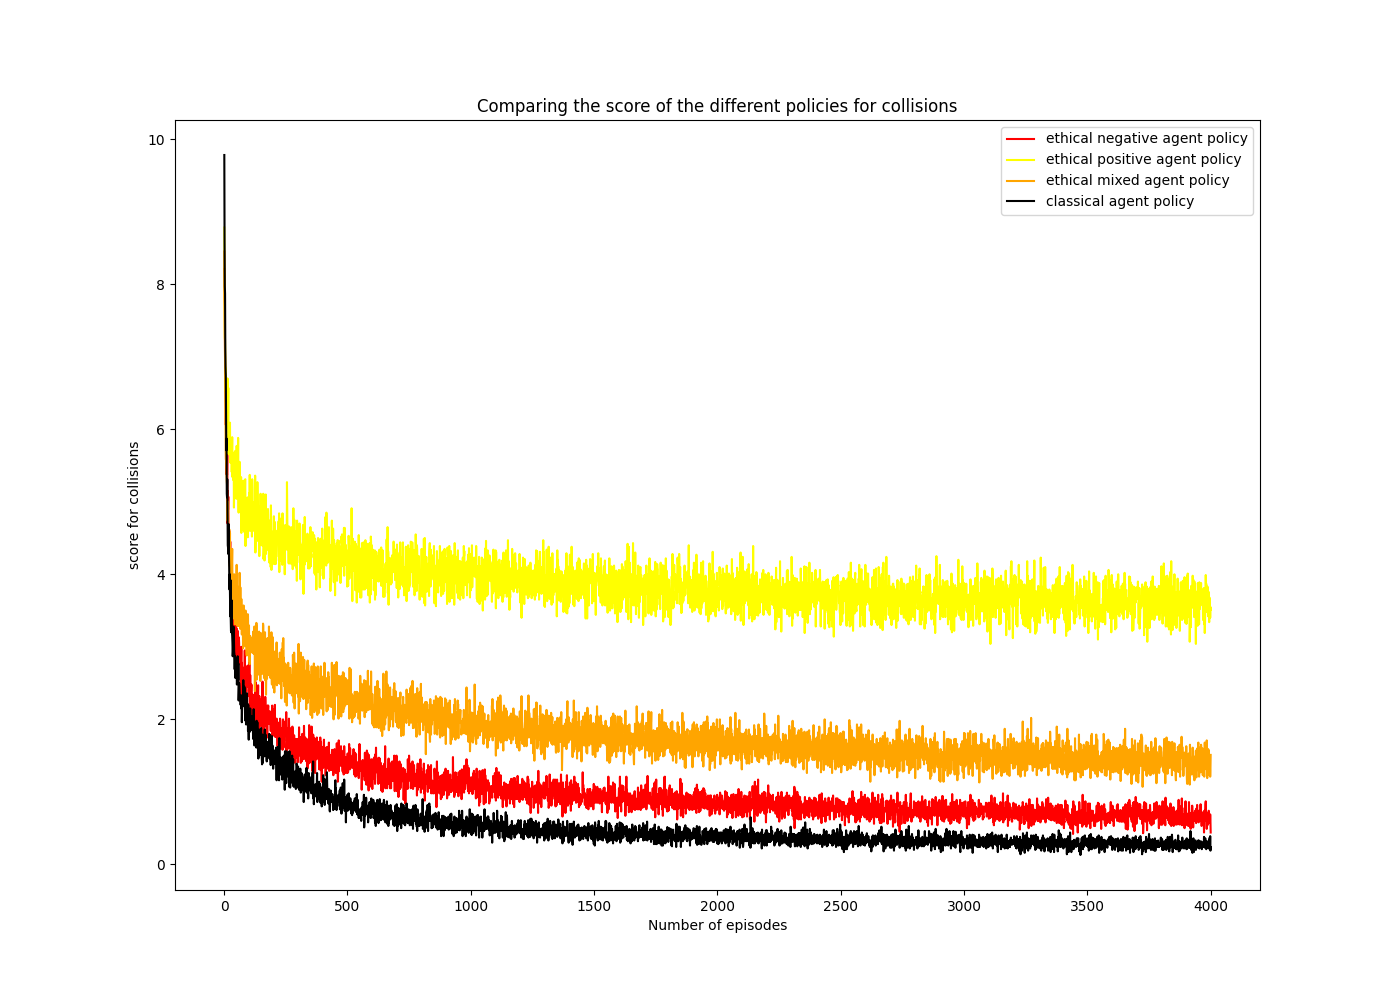 Comparing the score of the different policies for collisions
ethical negative agent policy
ethical positive agent policy
ethical mixed agent policy
classical agent policy
score for collisions
10
8
6
4
2
0
0 500 1000 1500 2000 2500 3000 3500 4000
Number of episodes